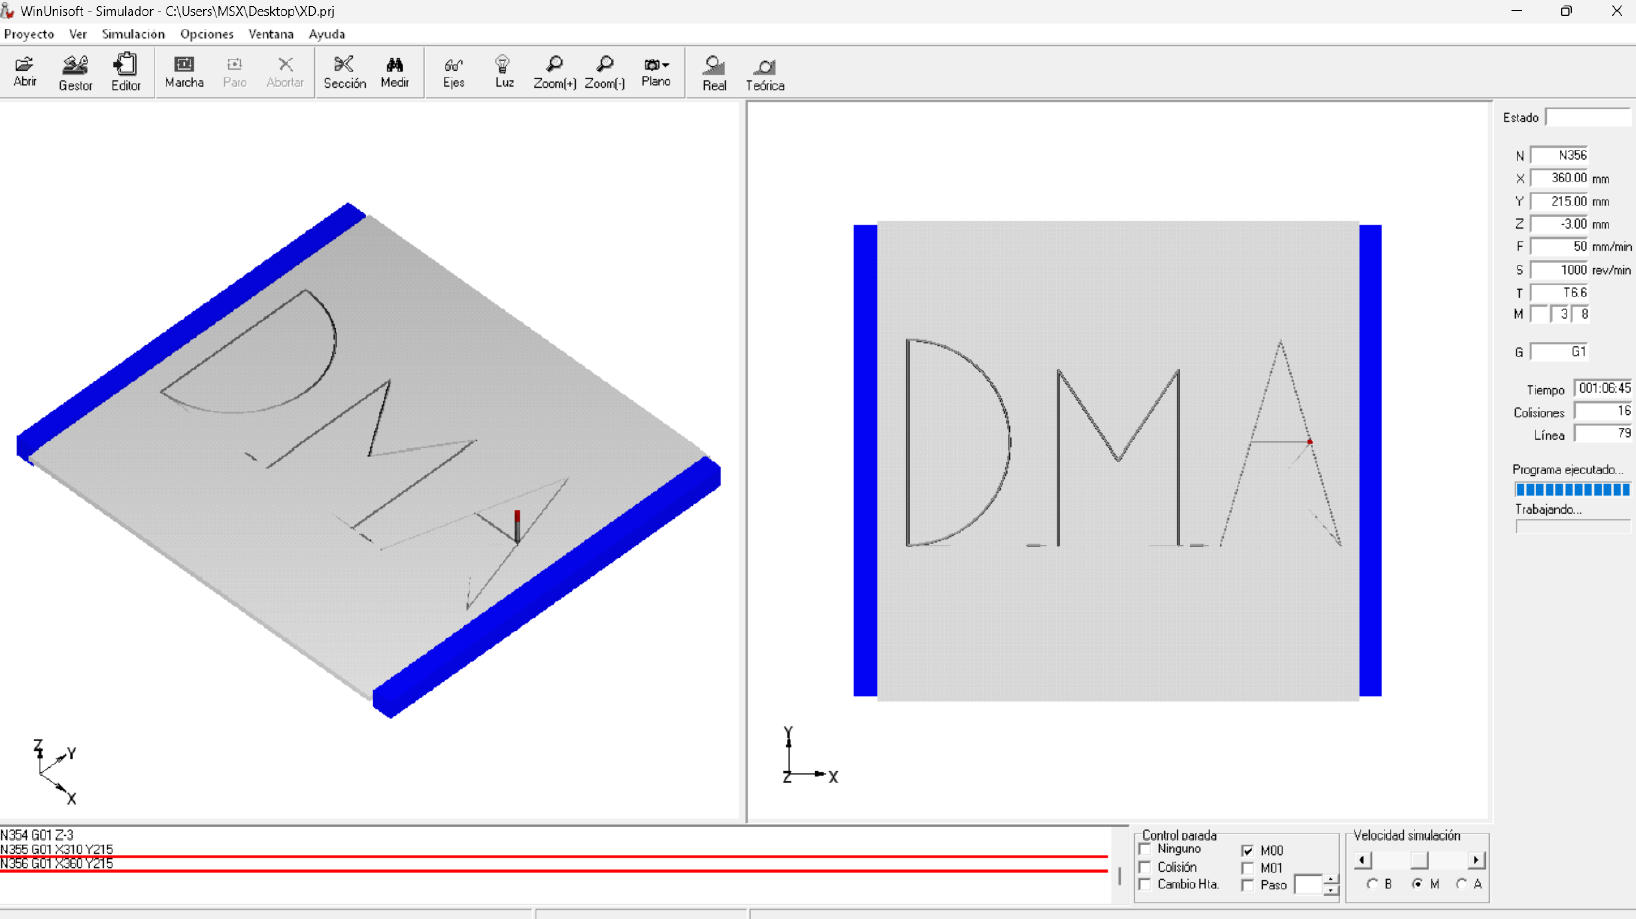 WinUnisoft - Simulador - C:\Users\MSX\Desktop\XD.prj
Proyecto Ver Simulación Opciones Ventana Ayuda
Abrir Gestor Editor Marcha Paro Abortar Sección Medir Ejes Luz Zoom(+) Zoom(-) Plano Real Teórica
Estado
N N356
X 360.00 mm
Y 215.00 mm
Z -3.00 mm
F 50 mm/min
S 1000 rev/min
T T6.6
M 3 8
G G1
Tiempo 001:06:45
Colisiones 16
Línea 79
Programa ejecutado...
Trabajando...
DMA
Z Y X
Y Z X
N354 G01 Z-3
N355 G01 X310 Y215
N356 G01 X360 Y215
Control parada
Ninguno M00
Colisión M01
Cambio Hta. Paso
Velocidad simulación
B M A